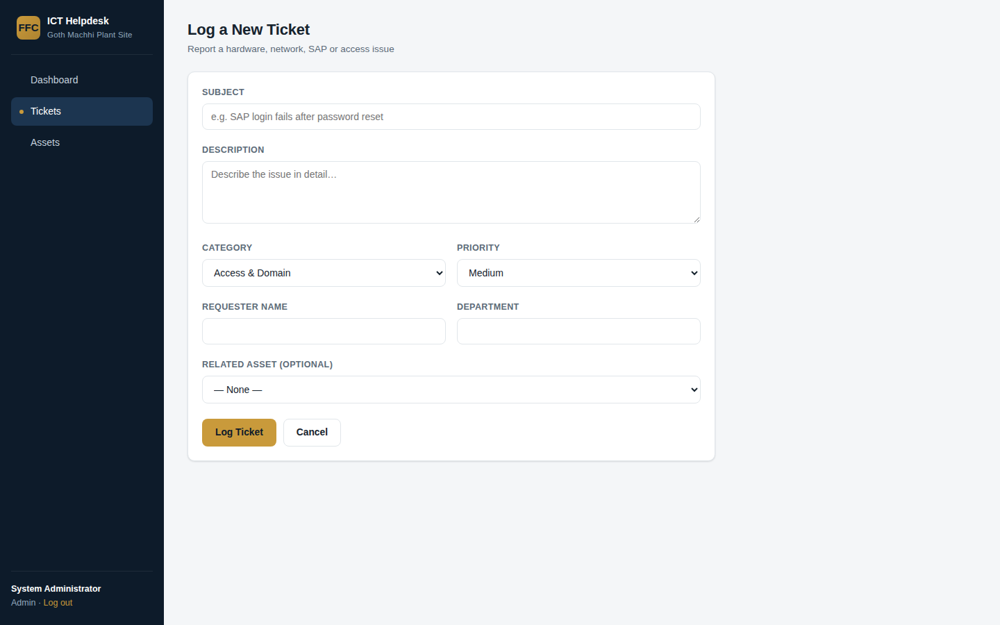 FFC
ICT Helpdesk
Goth Machhi Plant Site
Dashboard
Tickets
Assets
System Administrator
Admin · Log out
Log a New Ticket
Report a hardware, network, SAP or access issue
SUBJECT
e.g. SAP login fails after password reset
DESCRIPTION
Describe the issue in detail…
CATEGORY
PRIORITY
Access & Domain
Medium
REQUESTER NAME
DEPARTMENT
RELATED ASSET (OPTIONAL)
— None —
Log Ticket
Cancel